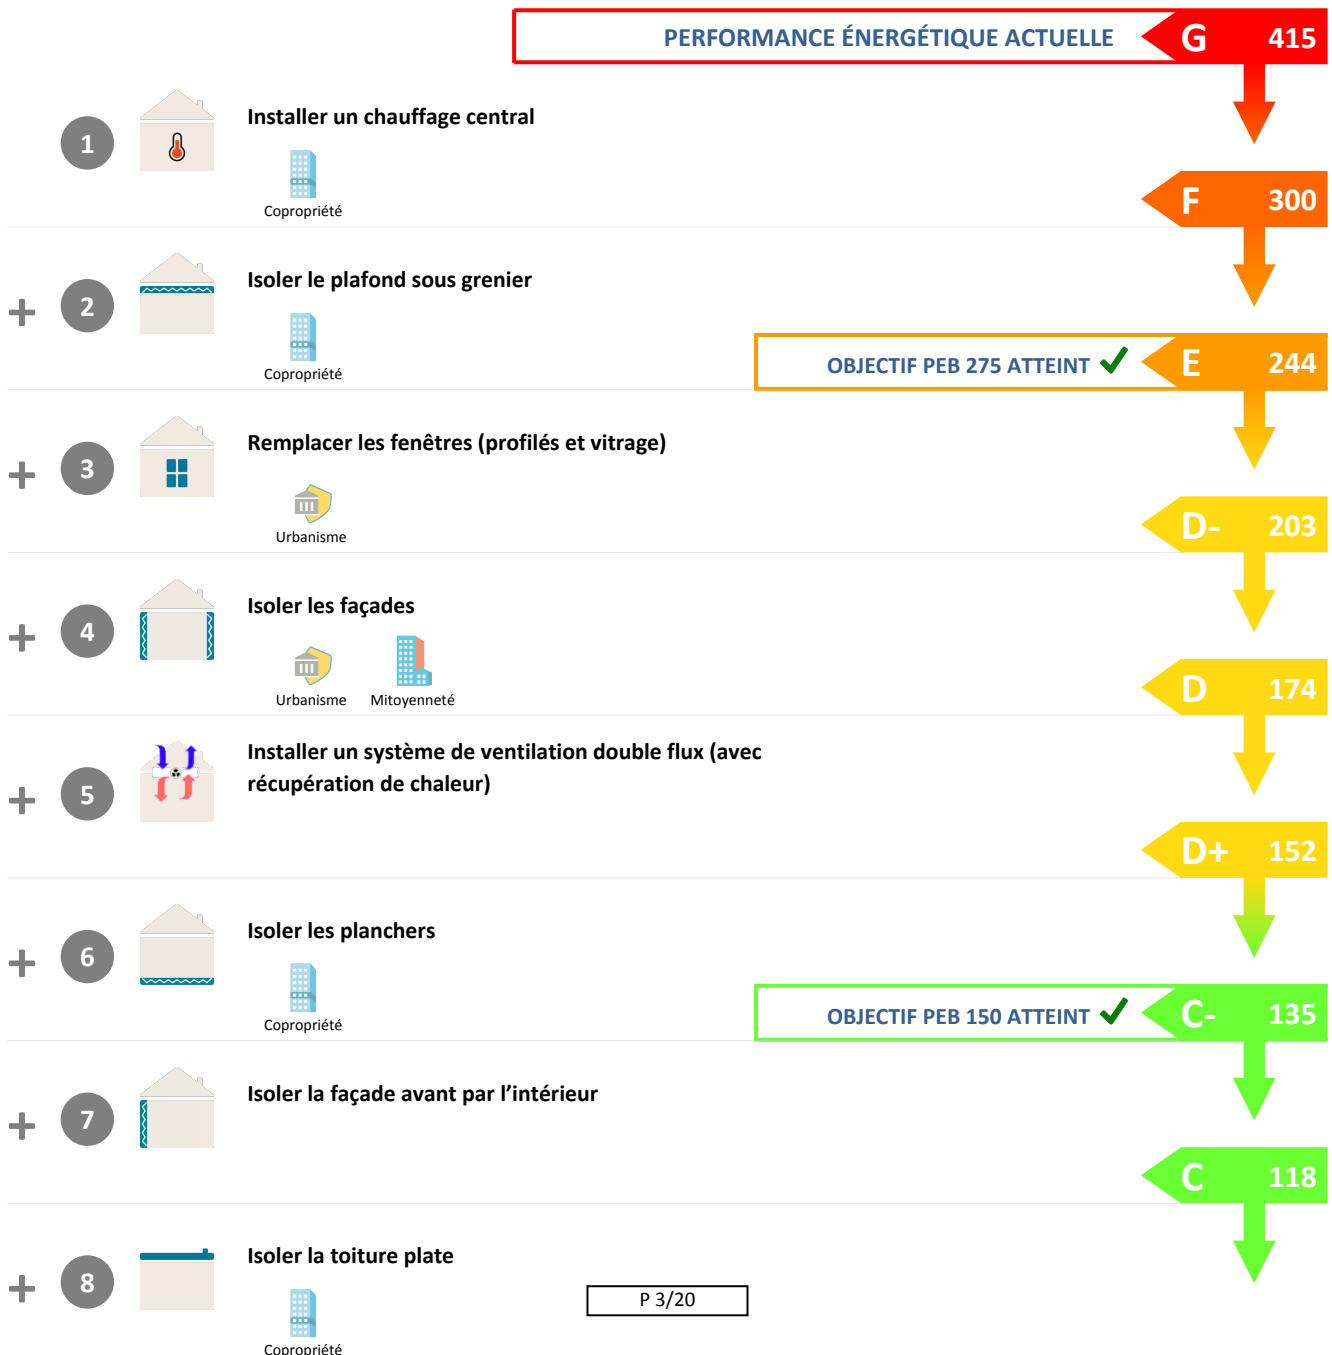 PERFORMANCE ÉNERGÉTIQUE ACTUELLE G 415
1 Installer un chauffage central
Copropriété
F 300
+ 2 Isoler le plafond sous grenier
Copropriété
OBJECTIF PEB 275 ATTEINT E 244
+ 3 Remplacer les fenêtres (profilés et vitrage)
Urbanisme
D- 203
+ 4 Isoler les façades
Urbanisme Mitoyenneté
D 174
+ 5 Installer un système de ventilation double flux (avec
récupération de chaleur)
D+ 152
+ 6 Isoler les planchers
Copropriété
OBJECTIF PEB 150 ATTEINT C- 135
+ 7 Isoler la façade avant par l’intérieur
C 118
+ 8 Isoler la toiture plate
P 3/20
Copropriété